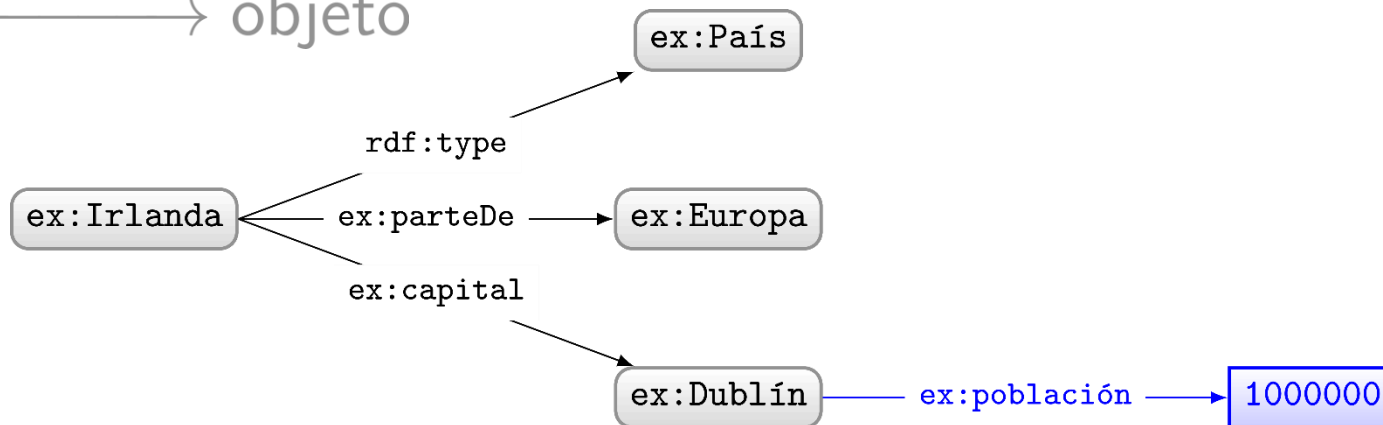 objeto
ex:País
rdf:type
ex:Irlanda ex:parteDe ex:Europa
ex:capital
ex:Dublín ex:población 1000000